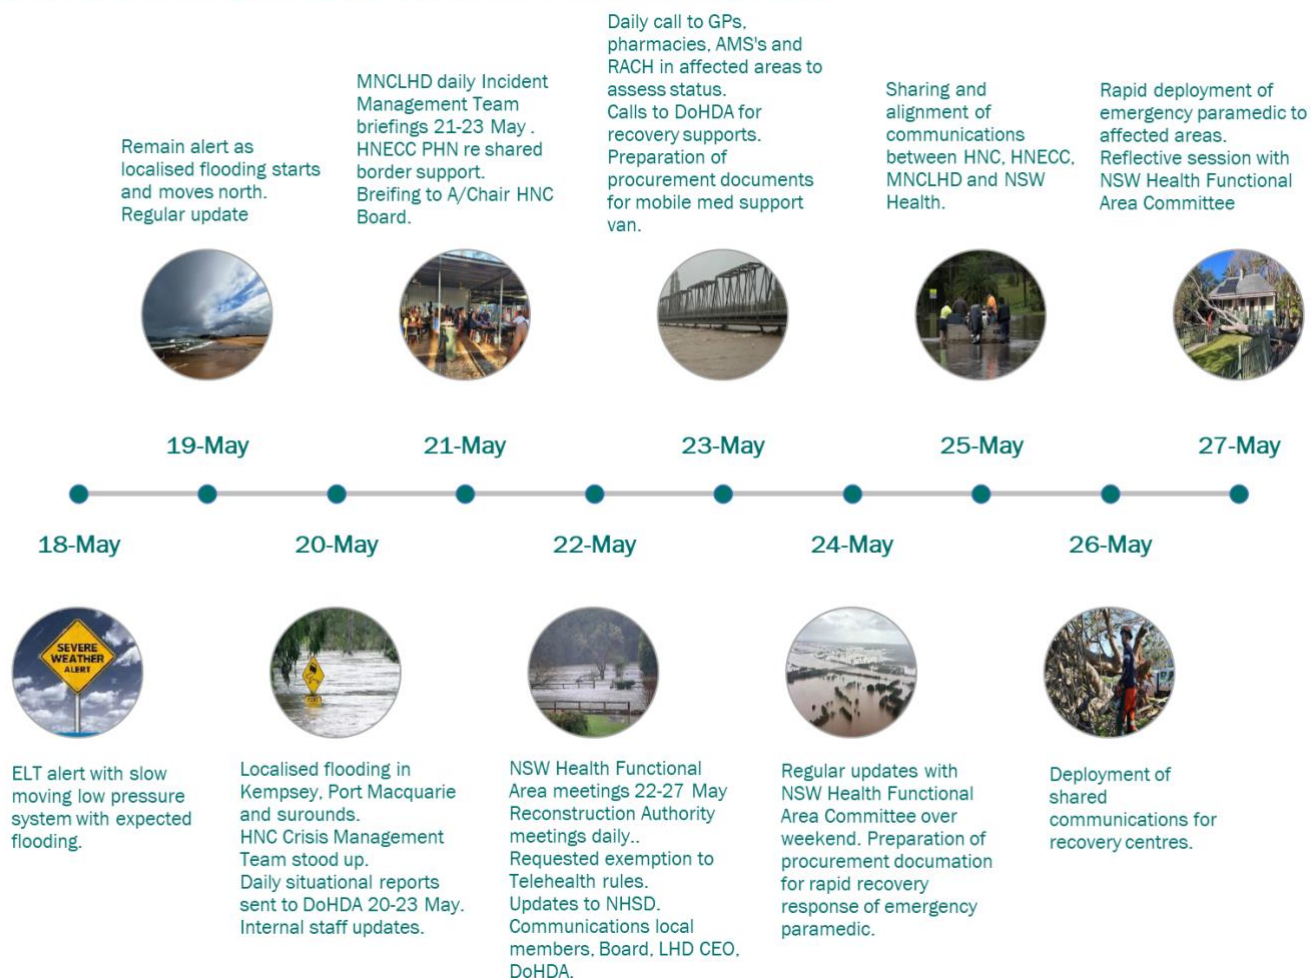 Daily call to GPs,
pharmacies, AMS's and
RACH in affected areas to
assess status.
Calls to DoHDA for
recovery supports.
Preparation of
procurement documents
for mobile med support
van.
MNCLHD daily Incident
Management Team
briefings 21-23 May .
HNECC PHN re shared
border support.
Breifing to A/Chair HNC
Board.
Sharing and
alignment of
communications
between HNC, HNECC,
MNCLHD and NSW
Health.
Rapid deployment of
emergency paramedic to
affected areas.
Reflective session with
NSW Health Functional
Area Committee
Remain alert as
localised flooding starts
and moves north.
Regular update
19-May
21-May
23-May
25-May
27-May
18-May
20-May
22-May
24-May
26-May
SEVERE
WEATHER
ALERT
ELT alert with slow
moving low pressure
system with expected
flooding.
Localised flooding in
Kempsey, Port Macquarie
and surounds.
HNC Crisis Management
Team stood up.
Daily situational reports
sent to DoHDA 20-23 May.
Internal staff updates.
NSW Health Functional
Area meetings 22-27 May
Reconstruction Authority
meetings daily..
Requested exemption to
Telehealth rules.
Updates to NHSD.
Communications local
members, Board, LHD CEO,
DoHDA.
Regular updates with
NSW Health Functional
Area Committee over
weekend. Preparation of
procurement documation
for rapid recovery
response of emergency
paramedic.
Deployment of
shared
communications for
recovery centres.